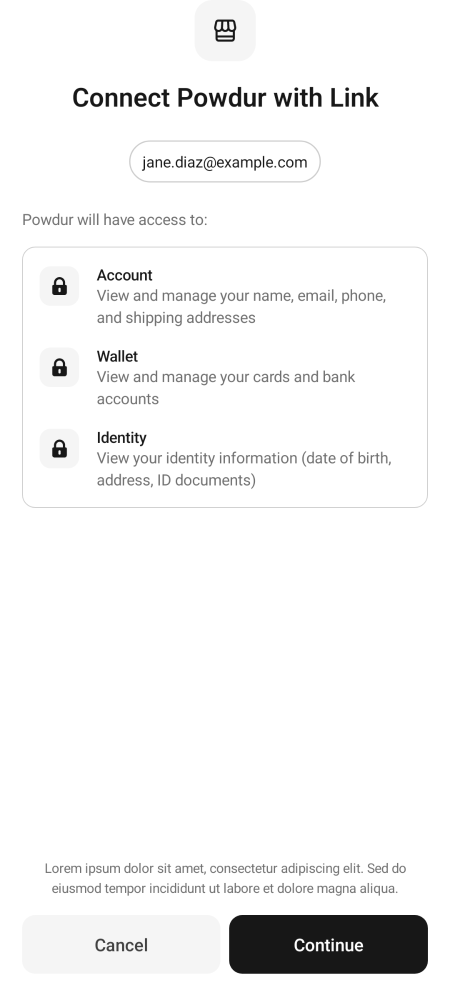 Connect Powdur with Link
jane.diaz@example.com
Powdur will have access to:
Account
View and manage your name, email, phone,
and shipping addresses
Wallet
View and manage your cards and bank
accounts
Identity
View your identity information (date of birth,
address, ID documents)
Lorem ipsum dolor sit amet, consectetur adipiscing elit. Sed do
eiusmod tempor incididunt ut labore et dolore magna aliqua.
Cancel
Continue